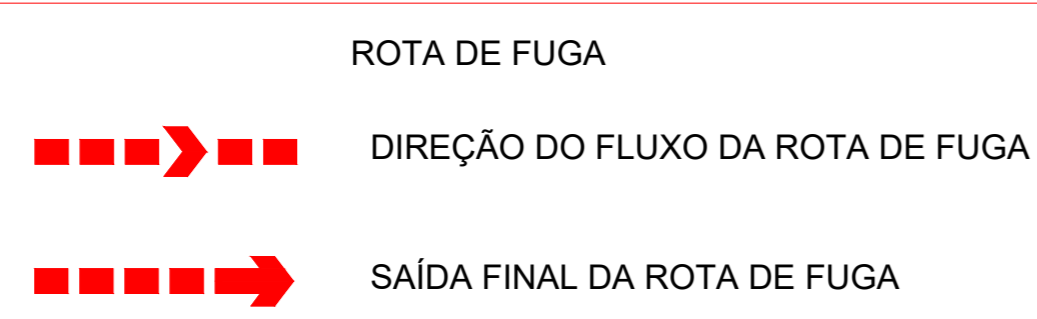 ROTA DE FUGA
DIREÇÃO DO FLUXO DA ROTA DE FUGA
SAÍDA FINAL DA ROTA DE FUGA